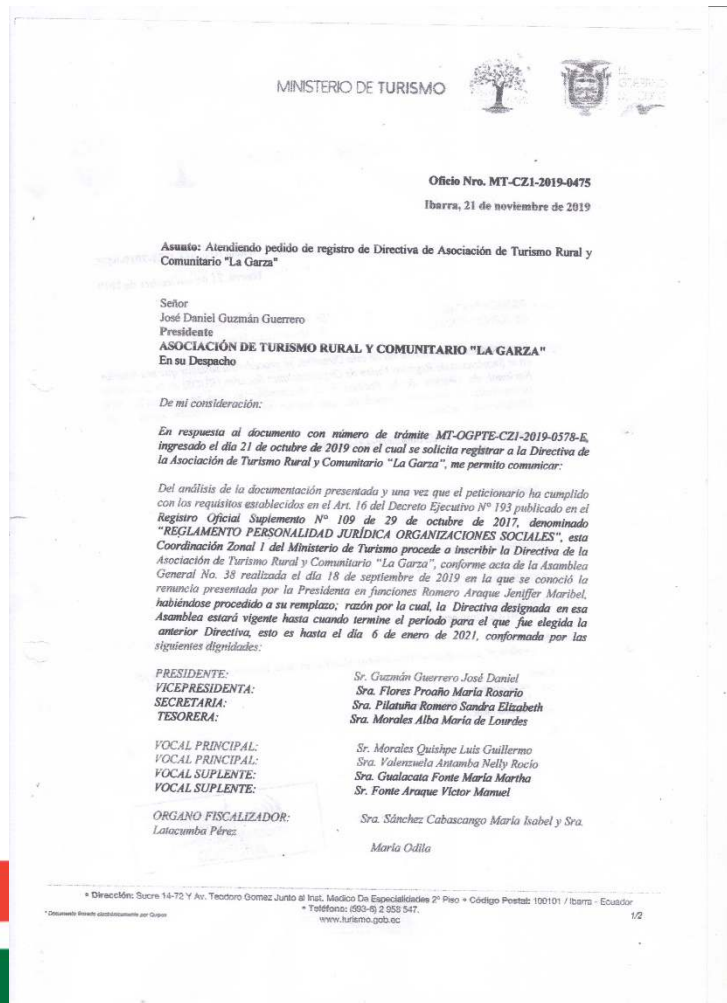 MINISTERIO DE TURISMO
Oficio Nro. MT-CZ1-2019-0475
Ibarra, 21 de noviembre de 2019
Asunto: Atendiendo pedido de registro de Directiva de Asociación de Turismo Rural y
Comunitario "La Garza"
Señor
José Daniel Guzmán Guerrero
Presidente
ASOCIACIÓN DE TURISMO RURAL Y COMUNITARIO "LA GARZA"
En su Despacho
De mi consideración:
En respuesta al documento con número de trámite MT-OGPTE-CZ1-2019-0578-E,
ingresado el día 21 de octubre de 2019 con el cual se solicita registrar a la Directiva de
la Asociación de Turismo Rural y Comunitario "La Garza", me permito comunicar:
Del análisis de la documentación presentada y una vez que el peticionario ha cumplido
con los requisitos establecidos en el Art. 16 del Decreto Ejecutivo N° 193 publicado en el
Registro Oficial Suplemento N° 109 de 29 de octubre de 2017, denominado
"REGLAMENTO PERSONALIDAD JURÍDICA ORGANIZACIONES SOCIALES", esta
Coordinación Zonal 1 del Ministerio de Turismo procede a inscribir la Directiva de la
Asociación de Turismo Rural y Comunitario "La Garza", conforme acta de la Asamblea
General No. 38 realizada el día 18 de septiembre de 2019 en la que se conoció la
renuncia presentada por la Presidenta en funciones Romero Araque Jeniffer Maribel,
habiéndose procedido a su remplazo; razón por la cual, la Directiva designada en esa
Asamblea estará vigente hasta cuando termine el periodo para el que fue elegida la
anterior Directiva, esto es hasta el día 6 de enero de 2021, conformada por las
siguientes dignidades:
PRESIDENTE: Sr. Guzmán Guerrero José Daniel
VICEPRESIDENTA: Sra. Flores Proaño María Rosario
SECRETARIA: Sra. Pilatuña Romero Sandra Elizabeth
TESORERA: Sra. Morales Alba María de Lourdes
VOCAL PRINCIPAL: Sr. Morales Quishpe Luis Guillermo
VOCAL PRINCIPAL: Sra. Valenzuela Antamba Nelly Rocío
VOCAL SUPLENTE: Sra. Gualacata Fonte María Martha
VOCAL SUPLENTE: Sr. Fonte Araque Víctor Manuel
ORGANO FISCALIZADOR: Sra. Sánchez Cabascango María Isabel y Sra.
Latacumba Pérez
María Odila
* Dirección: Sucre 14-72 Y Av. Teodoro Gomez Junto al Inst. Medico De Especialidades 2° Piso * Código Postal: 100101 / Ibarra - Ecuador
* Teléfono: (593-6) 2 958 547.
* Documento firmado electrónicamente por Quipux
www.turismo.gob.ec
1/2